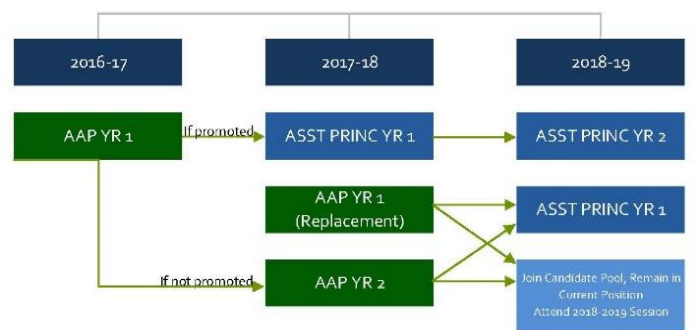 2016-17
2017-18
2018-19
AAP YR 1
If promoted
ASST PRINC YR 1
ASST PRINC YR 2
AAP YR 1
(Replacement)
ASST PRINC YR 1
If not promoted
AAP YR 2
Join Candidate Pool; Remain in
Current Position
Attend 2018-2019 Session